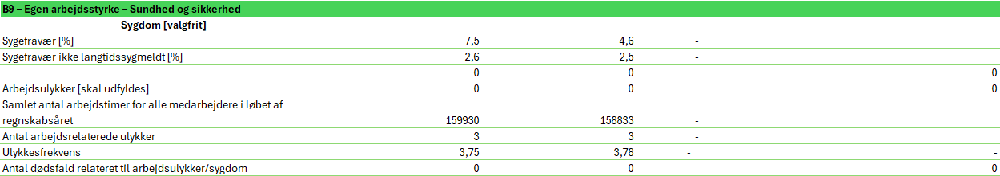 B9 – Egen arbejdsstyrke – Sundhed og sikkerhed
Sygdom [valgfrit]
Sygefravær [%] 7,5 4,6 -
Sygefravær ikke langtidssygmeldt [%] 2,6 2,5 -
0 0 0
Arbejdsulykker [skal udfyldes] 0 0 0
Samlet antal arbejdstimer for alle medarbejdere i løbet af
regnskabsåret 159930 158833 -
Antal arbejdsrelaterede ulykker 3 3 -
Ulykkesfrekvens 3,75 3,78 - -
Antal dødsfald relateret til arbejdsulykker/sygdom 0 0 0